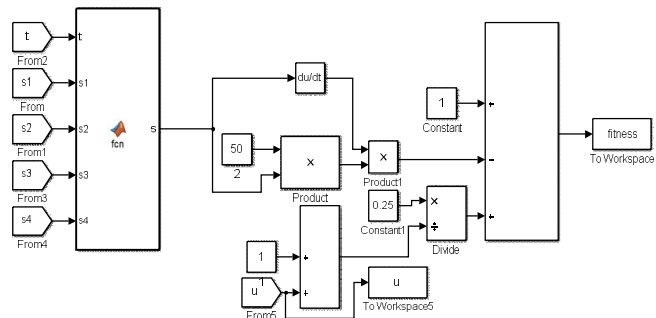 t
t
From2
s1
s1
From
s2
s2
From1
fcn
s
s3
s3
From3
s4
s4
From4
du/dt
50
2
×
Product
×
Product1
1
Constant
0.25
Constant1
×
÷
Divide
+
−
+
fitness
To Workspace
1
+
1
u
+
From5
u
To Workspace5